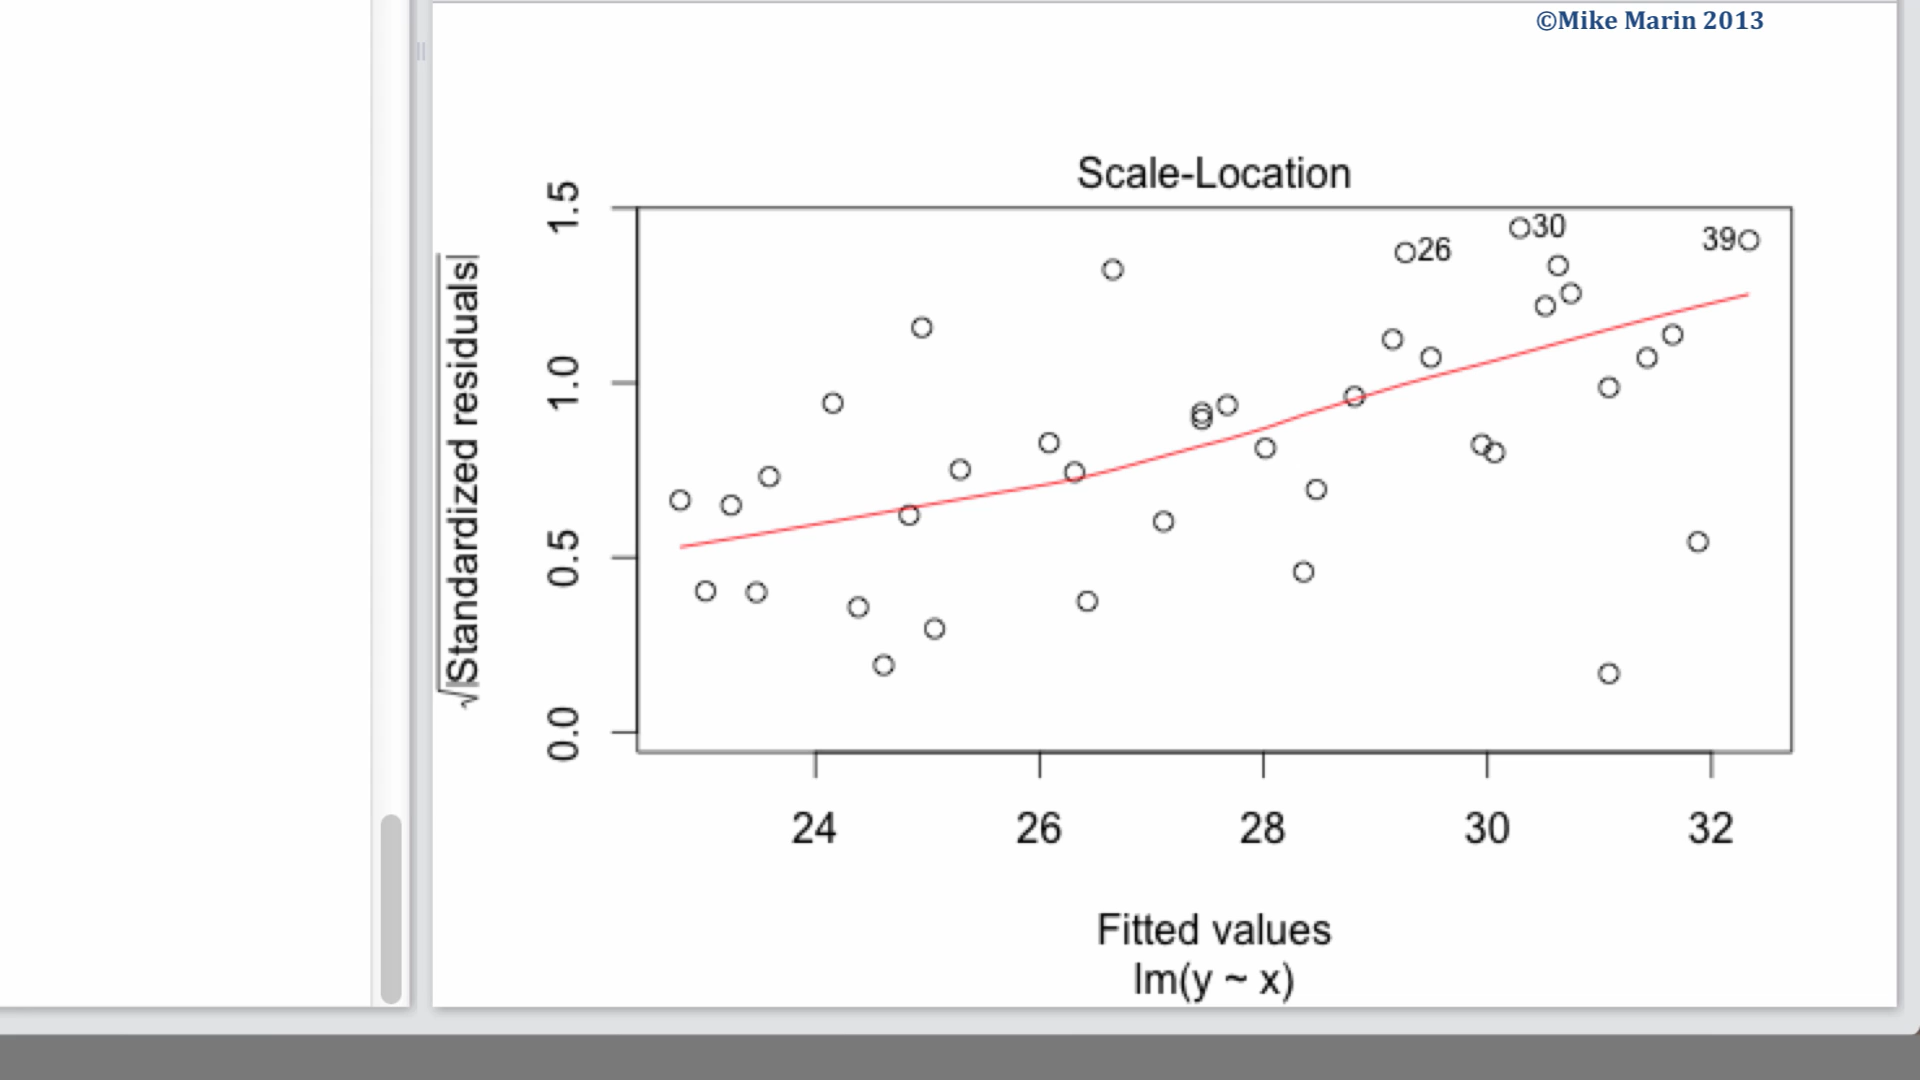 ©Mike Marin 2013
Scale-Location
√|Standardized residuals|
1.5
1.0
0.5
0.0
26
30
39
24 26 28 30 32
Fitted values
lm(y ~ x)